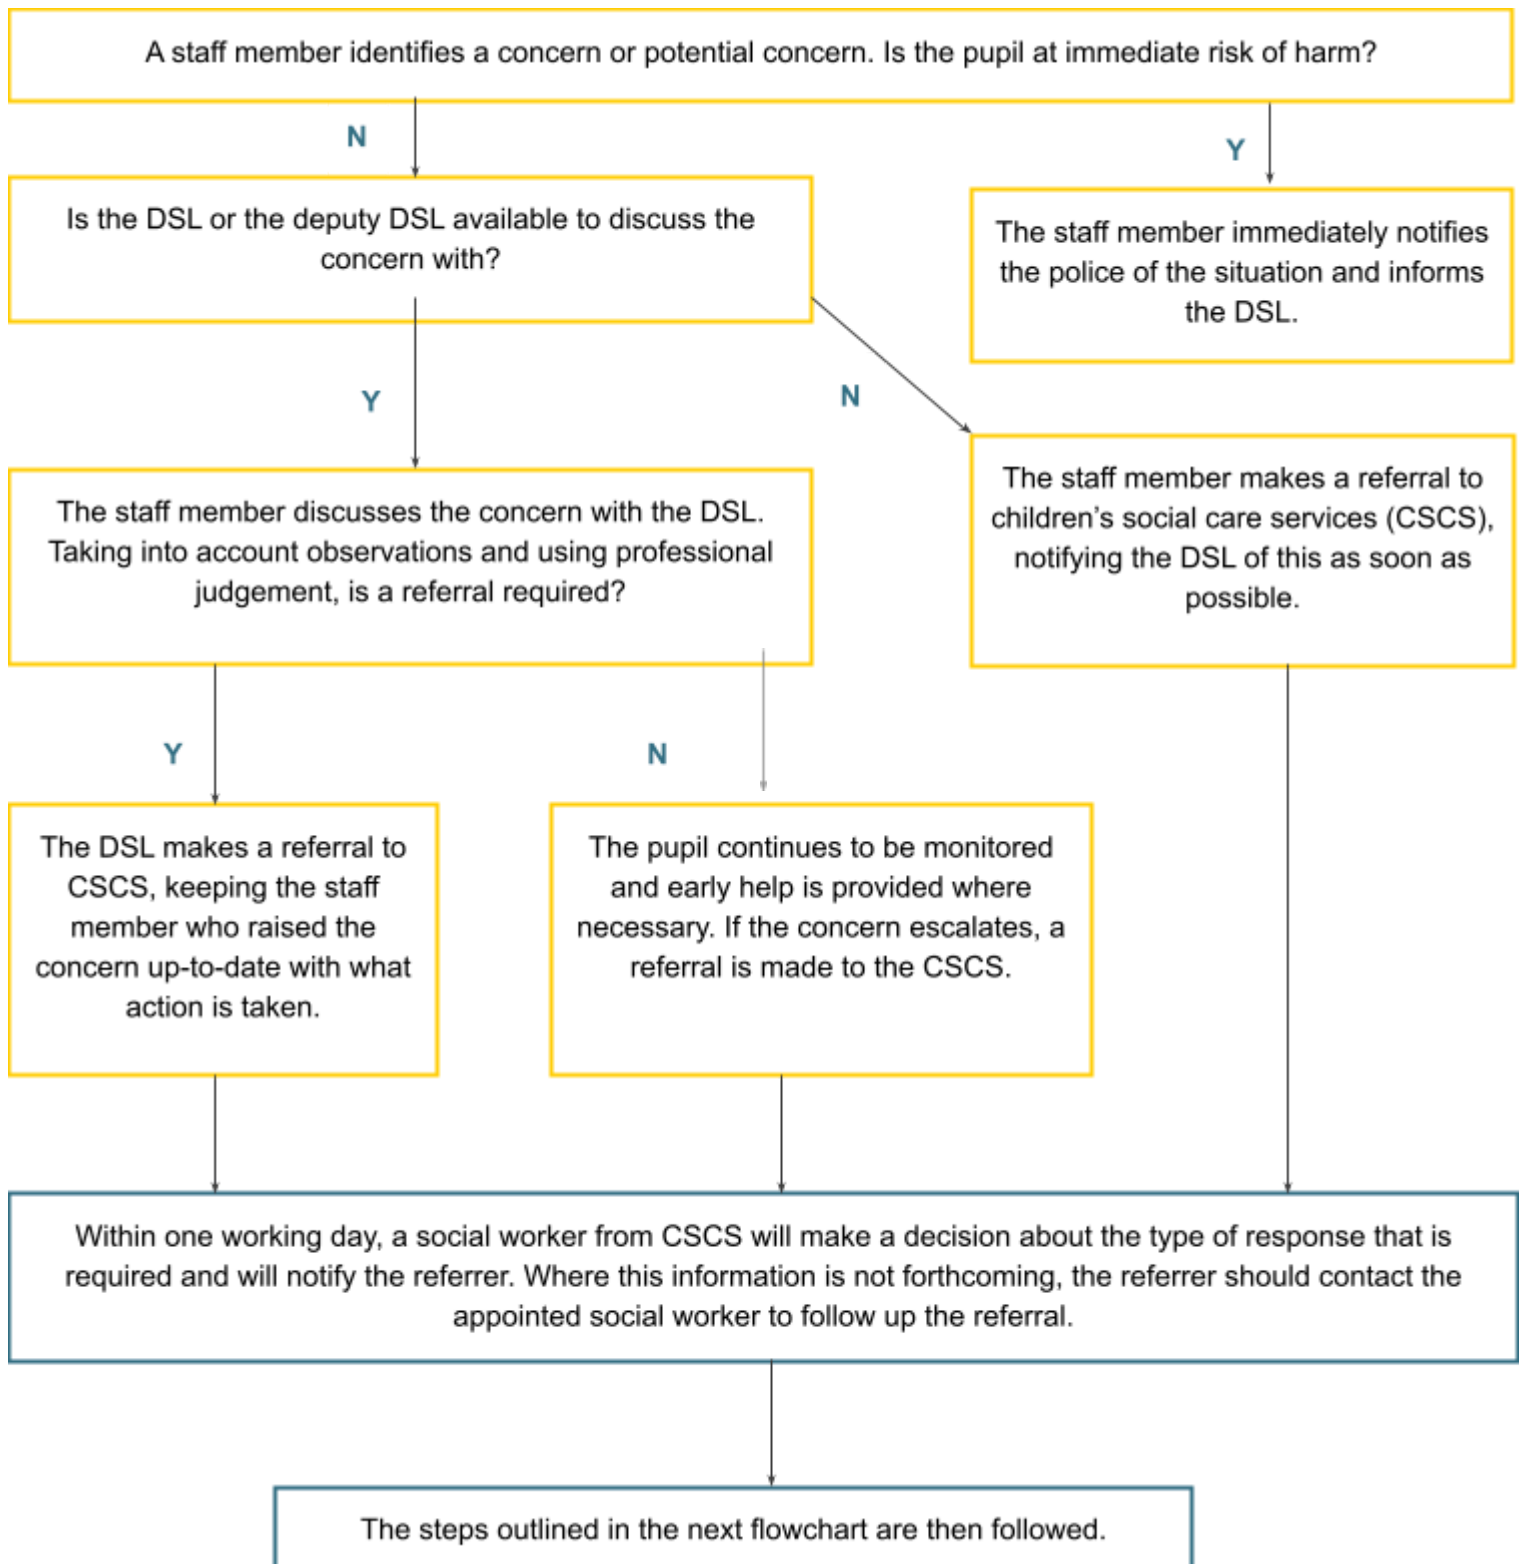 A staff member identifies a concern or potential concern. Is the pupil at immediate risk of harm?
N
Y
Is the DSL or the deputy DSL available to discuss the
concern with?
The staff member immediately notifies
the police of the situation and informs
the DSL.
Y
N
The staff member discusses the concern with the DSL.
Taking into account observations and using professional
judgement, is a referral required?
The staff member makes a referral to
children’s social care services (CSCS),
notifying the DSL of this as soon as
possible.
Y
N
The DSL makes a referral to
CSCS, keeping the staff
member who raised the
concern up-to-date with what
action is taken.
The pupil continues to be monitored
and early help is provided where
necessary. If the concern escalates, a
referral is made to the CSCS.
Within one working day, a social worker from CSCS will make a decision about the type of response that is
required and will notify the referrer. Where this information is not forthcoming, the referrer should contact the
appointed social worker to follow up the referral.
The steps outlined in the next flowchart are then followed.